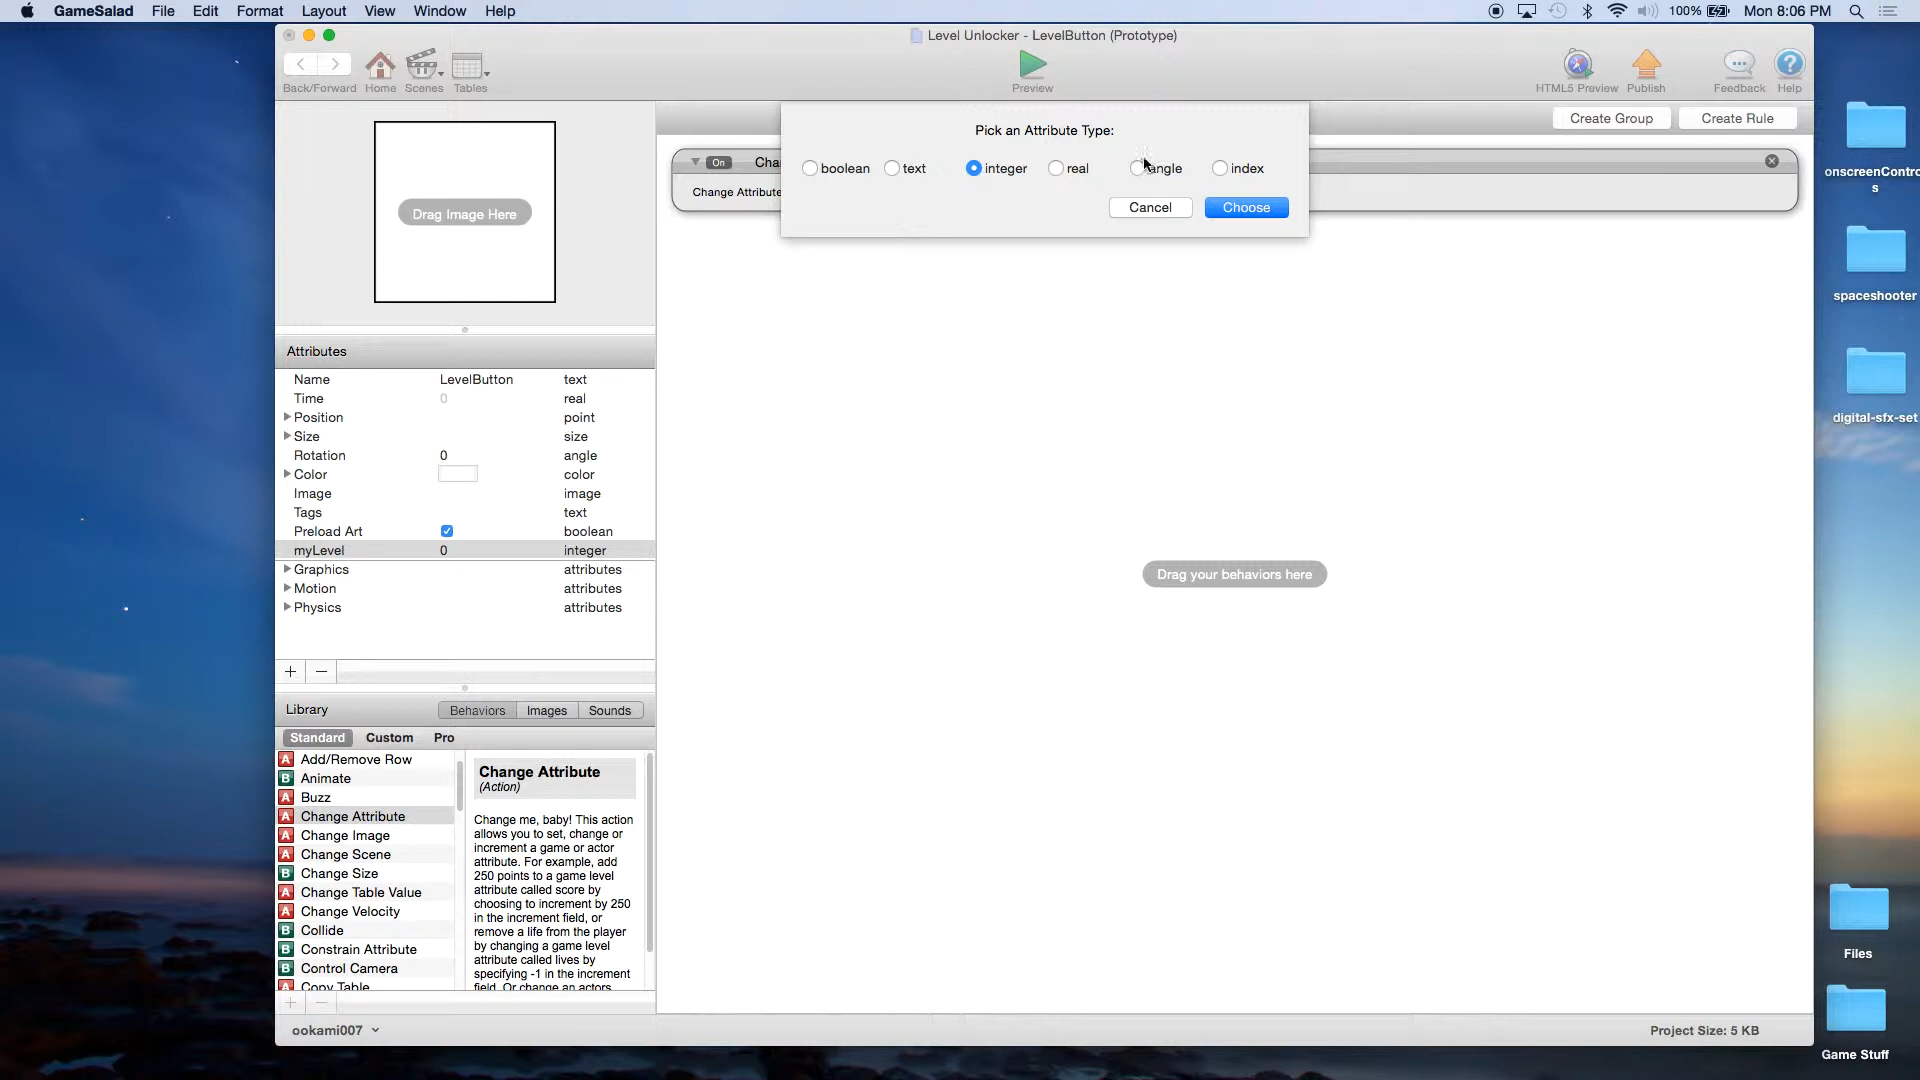 GameSalad File Edit Format Layout View Window Help 100% Mon 8:06 PM
Level Unlocker - LevelButton (Prototype)
Back/Forward Home Scenes Tables Preview HTML5 Preview Publish Feedback Help
Create Group Create Rule
Pick an Attribute Type:
boolean text integer real angle index
Cancel Choose
On Cha
Change Attribute
Drag Image Here
Attributes
Name LevelButton text
Time 0 real
Position point
Size size
Rotation 0 angle
Color color
Image image
Tags text
Preload Art boolean
myLevel 0 integer
Graphics attributes
Motion attributes
Physics attributes
Drag your behaviors here
Library Behaviors Images Sounds
Standard Custom Pro
A Add/Remove Row
B Animate
A Buzz
A Change Attribute
A Change Image
A Change Scene
B Change Size
A Change Table Value
A Change Velocity
B Collide
B Constrain Attribute
B Control Camera
A Copy Table
Change Attribute
(Action)
Change me, baby! This action
allows you to set, change or
increment a game or actor
attribute. For example, add
250 points to a game level
attribute called score by
choosing to increment by 250
in the increment field, or
remove a life from the player
by changing a game level
attribute called lives by
specifying -1 in the increment
field. Or change an actors
ookami007
Project Size: 5 KB
onscreenContro
s
spaceshooter
digital-sfx-set
Files
Game Stuff